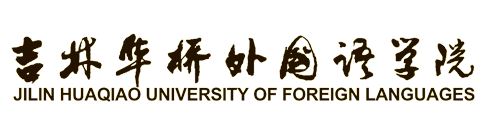 吉林华桥外国语学院
JILIN HUAQIAO UNIVERSITY OF FOREIGN LANGUAGES